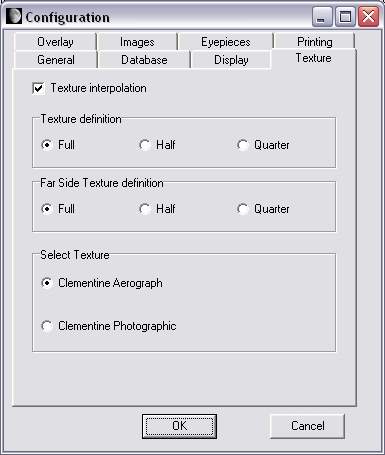 Configuration
Overlay Images Eyepieces Printing
General Database Display Texture
Texture interpolation
Texture definition
Full Half Quarter
Far Side Texture definition
Full Half Quarter
Select Texture
Clementine Aerograph
Clementine Photographic
OK Cancel